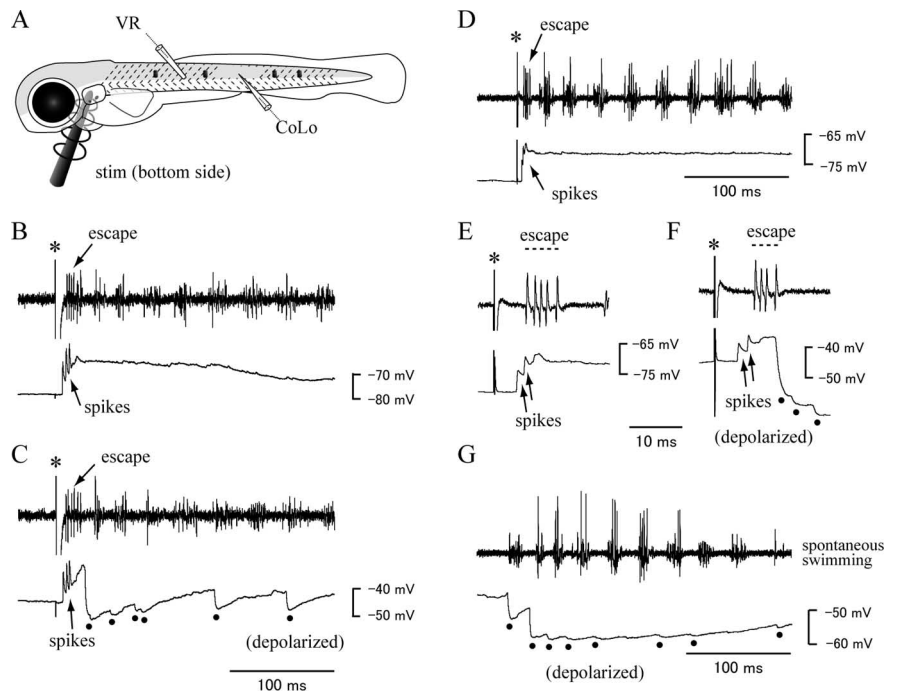 A
VR
CoLo
stim (bottom side)
B
*
escape
spikes
−70 mV
−80 mV
C
*
escape
spikes
−40 mV
−50 mV
(depolarized)
100 ms
D
*
escape
spikes
−65 mV
−75 mV
100 ms
E
escape
*
−65 mV
−75 mV
spikes
10 ms
F
escape
*
−40 mV
−50 mV
spikes
(depolarized)
G
spontaneous
swimming
−50 mV
−60 mV
(depolarized)
100 ms